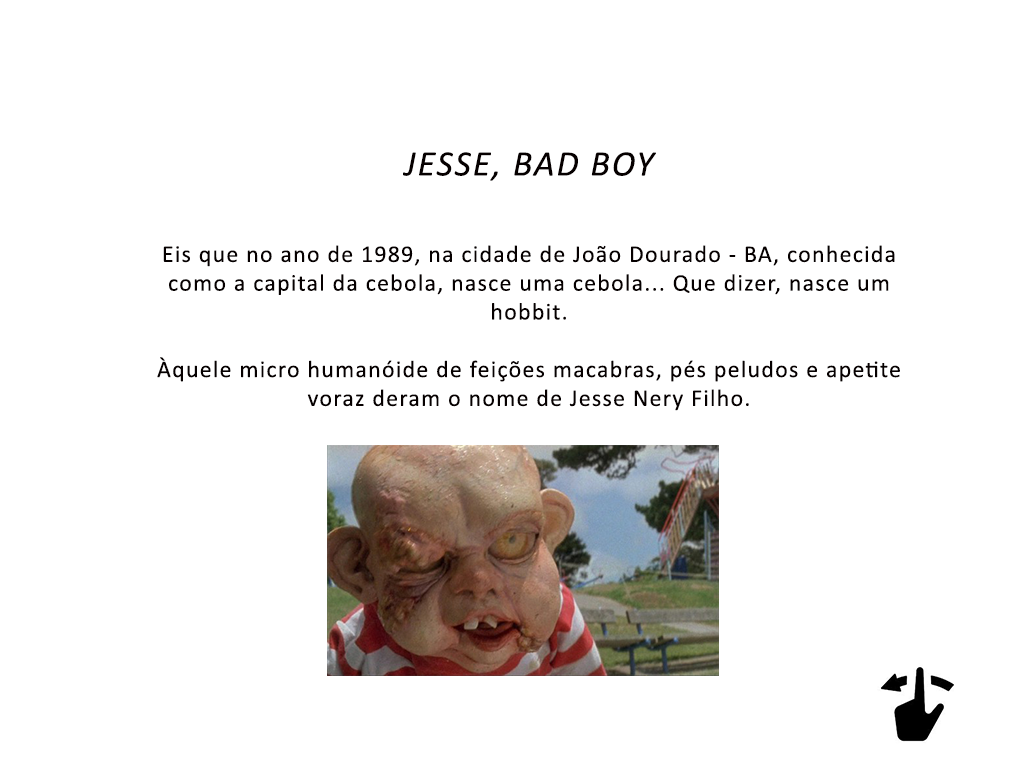 JESSE, BAD BOY
Eis que no ano de 1989, na cidade de João Dourado - BA, conhecida
como a capital da cebola, nasce uma cebola... Que dizer, nasce um
hobbit.
Àquele micro humanóide de feições macabras, pés peludos e apetite
voraz deram o nome de Jesse Nery Filho.